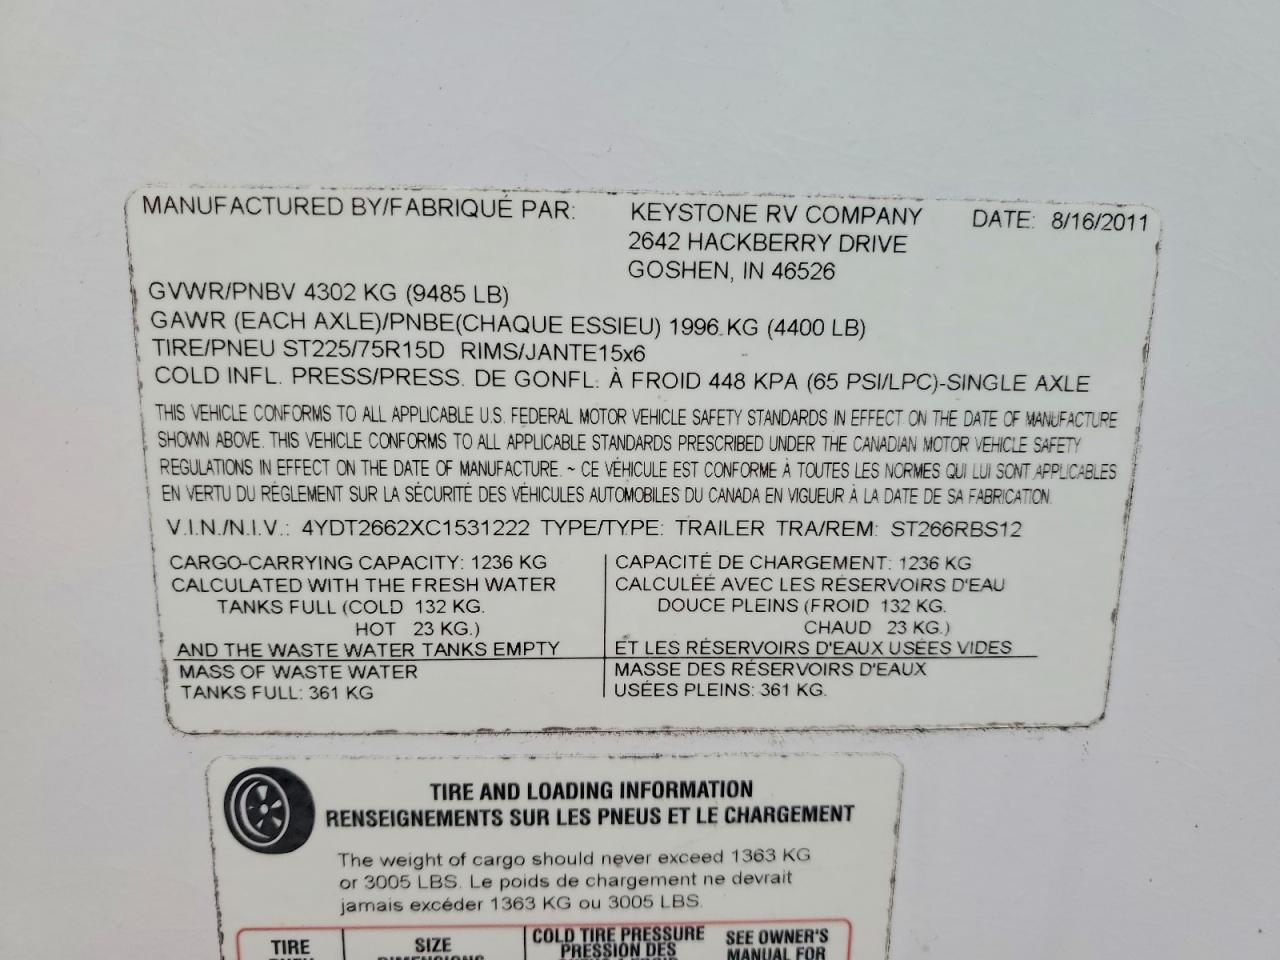 MANUFACTURED BY/FABRIQUÉ PAR: KEYSTONE RV COMPANY DATE: 8/16/2011
2642 HACKBERRY DRIVE
GOSHEN, IN 46526
GVWR/PNBV 4302 KG (9485 LB)
GAWR (EACH AXLE)/PNBE(CHAQUE ESSIEU) 1996 KG (4400 LB)
TIRE/PNEU ST225/75R15D RIMS/JANTE15x6
COLD INFL. PRESS/PRESS. DE GONFL. À FROID 448 KPA (65 PSI/LPC)-SINGLE AXLE
THIS VEHICLE CONFORMS TO ALL APPLICABLE U.S. FEDERAL MOTOR VEHICLE SAFETY STANDARDS IN EFFECT ON THE DATE OF MANUFACTURE
SHOWN ABOVE. THIS VEHICLE CONFORMS TO ALL APPLICABLE STANDARDS PRESCRIBED UNDER THE CANADIAN MOTOR VEHICLE SAFETY
REGULATIONS IN EFFECT ON THE DATE OF MANUFACTURE. ~ CE VÉHICULE EST CONFORME À TOUTES LES NORMES QUI LUI SONT APPLICABLES
EN VERTU DU RÉGLEMENT SUR LA SÉCURITÉ DES VÉHICULES AUTOMOBILES DU CANADA EN VIGUEUR À LA DATE DE SA FABRICATION.
V.I.N./N.I.V.: 4YDT2662XC1531222 TYPE/TYPE: TRAILER TRA/REM: ST266RBS12
CARGO-CARRYING CAPACITY: 1236 KG
CALCULATED WITH THE FRESH WATER
TANKS FULL (COLD 132 KG.
HOT 23 KG.)
AND THE WASTE WATER TANKS EMPTY
MASS OF WASTE WATER
TANKS FULL: 361 KG
CAPACITÉ DE CHARGEMENT: 1236 KG
CALCULÉE AVEC LES RÉSERVOIRS D'EAU
DOUCE PLEINS (FROID 132 KG.
CHAUD 23 KG.)
ET LES RÉSERVOIRS D'EAUX USÉES VIDES
MASSE DES RÉSERVOIRS D'EAUX
USÉES PLEINS: 361 KG.
TIRE AND LOADING INFORMATION
RENSEIGNEMENTS SUR LES PNEUS ET LE CHARGEMENT
The weight of cargo should never exceed 1363 KG
or 3005 LBS. Le poids de chargement ne devrait
jamais excéder 1363 KG ou 3005 LBS.
TIRE SIZE COLD TIRE PRESSURE SEE OWNER'S
PRESSION DES MANUAL FOR